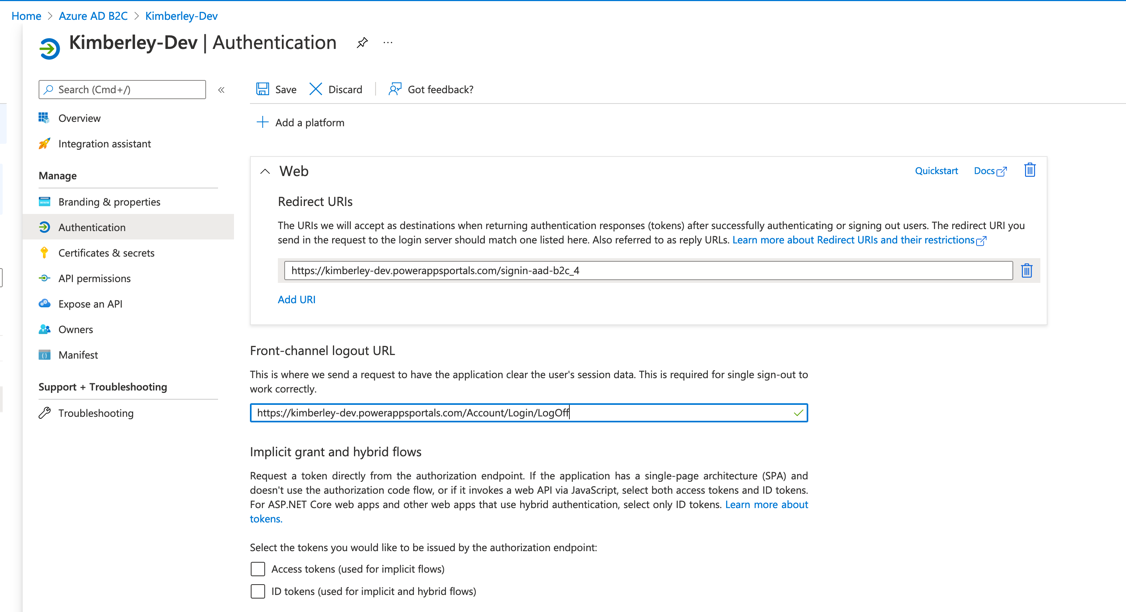 Home > Azure AD B2C > Kimberley-Dev
Kimberley-Dev | Authentication
Search (Cmd+/)
Overview
Integration assistant
Manage
Branding & properties
Authentication
Certificates & secrets
API permissions
Expose an API
Owners
Manifest
Support + Troubleshooting
Troubleshooting
Save Discard Got feedback?
Add a platform
Web Quickstart Docs
Redirect URIs
The URIs we will accept as destinations when returning authentication responses (tokens) after successfully authenticating or signing out users. The redirect URI you
send in the request to the login server should match one listed here. Also referred to as reply URLs. Learn more about Redirect URIs and their restrictions
https://kimberley-dev.powerappsportals.com/signin-aad-b2c_4
Add URI
Front-channel logout URL
This is where we send a request to have the application clear the user's session data. This is required for single sign-out to
work correctly.
https://kimberley-dev.powerappsportals.com/Account/Login/LogOff
Implicit grant and hybrid flows
Request a token directly from the authorization endpoint. If the application has a single-page architecture (SPA) and
doesn't use the authorization code flow, or if it invokes a web API via JavaScript, select both access tokens and ID tokens.
For ASP.NET Core web apps and other web apps that use hybrid authentication, select only ID tokens. Learn more about
tokens.
Select the tokens you would like to be issued by the authorization endpoint:
Access tokens (used for implicit flows)
ID tokens (used for implicit and hybrid flows)